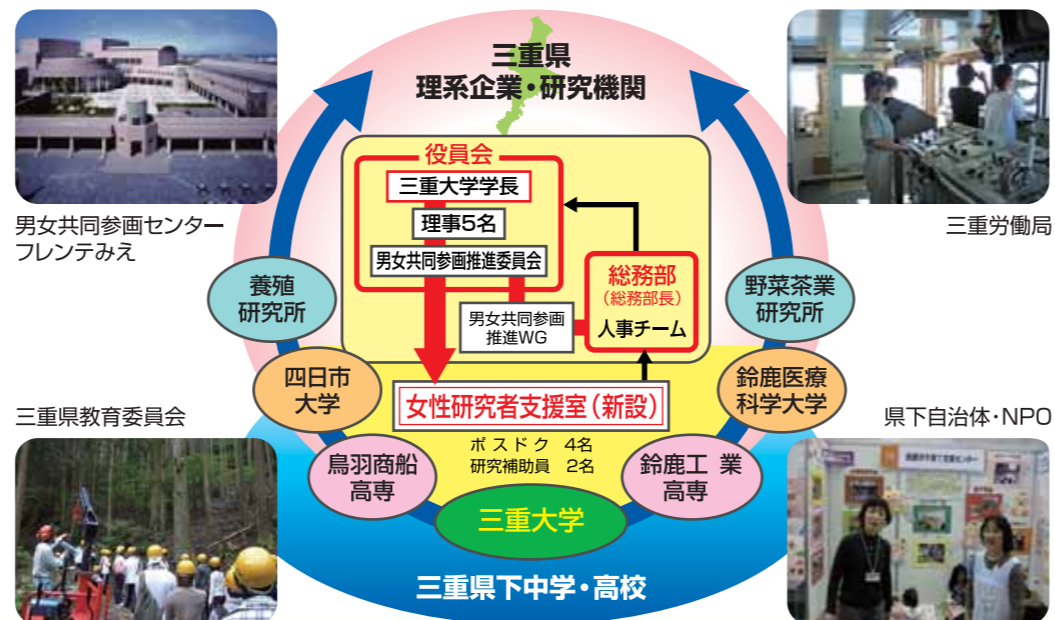 三重県
理系企業・研究機関
役員会
三重大学学長
理事5名
男女共同参画推進委員会
総務部
（総務部長）
人事チーム
男女共同参画
推進WG
女性研究者支援室（新設）
ポスドク 4名
研究補助員 2名
男女共同参画センター
フレンテみえ
三重労働局
養殖
研究所
野菜茶業
研究所
四日市
大学
鈴鹿医療
科学大学
三重県教育委員会
県下自治体・NPO
鳥羽商船
高専
鈴鹿工業
高専
三重大学
三重県下中学・高校